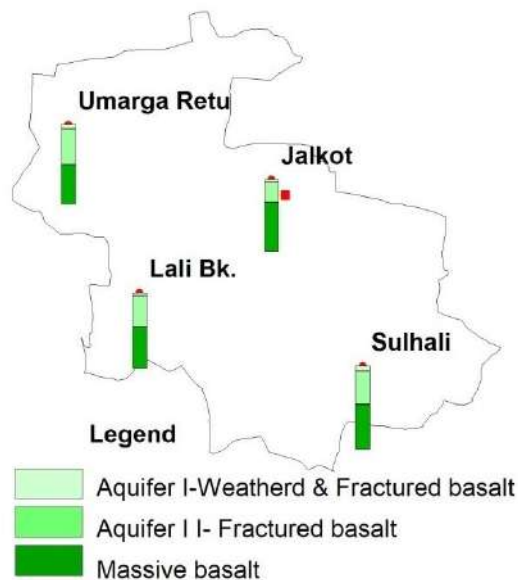 Umarga Retu
Jalkot
Lali Bk.
Sulhali
Legend
Aquifer I-Weatherd & Fractured basalt
Aquifer I I- Fractured basalt
Massive basalt